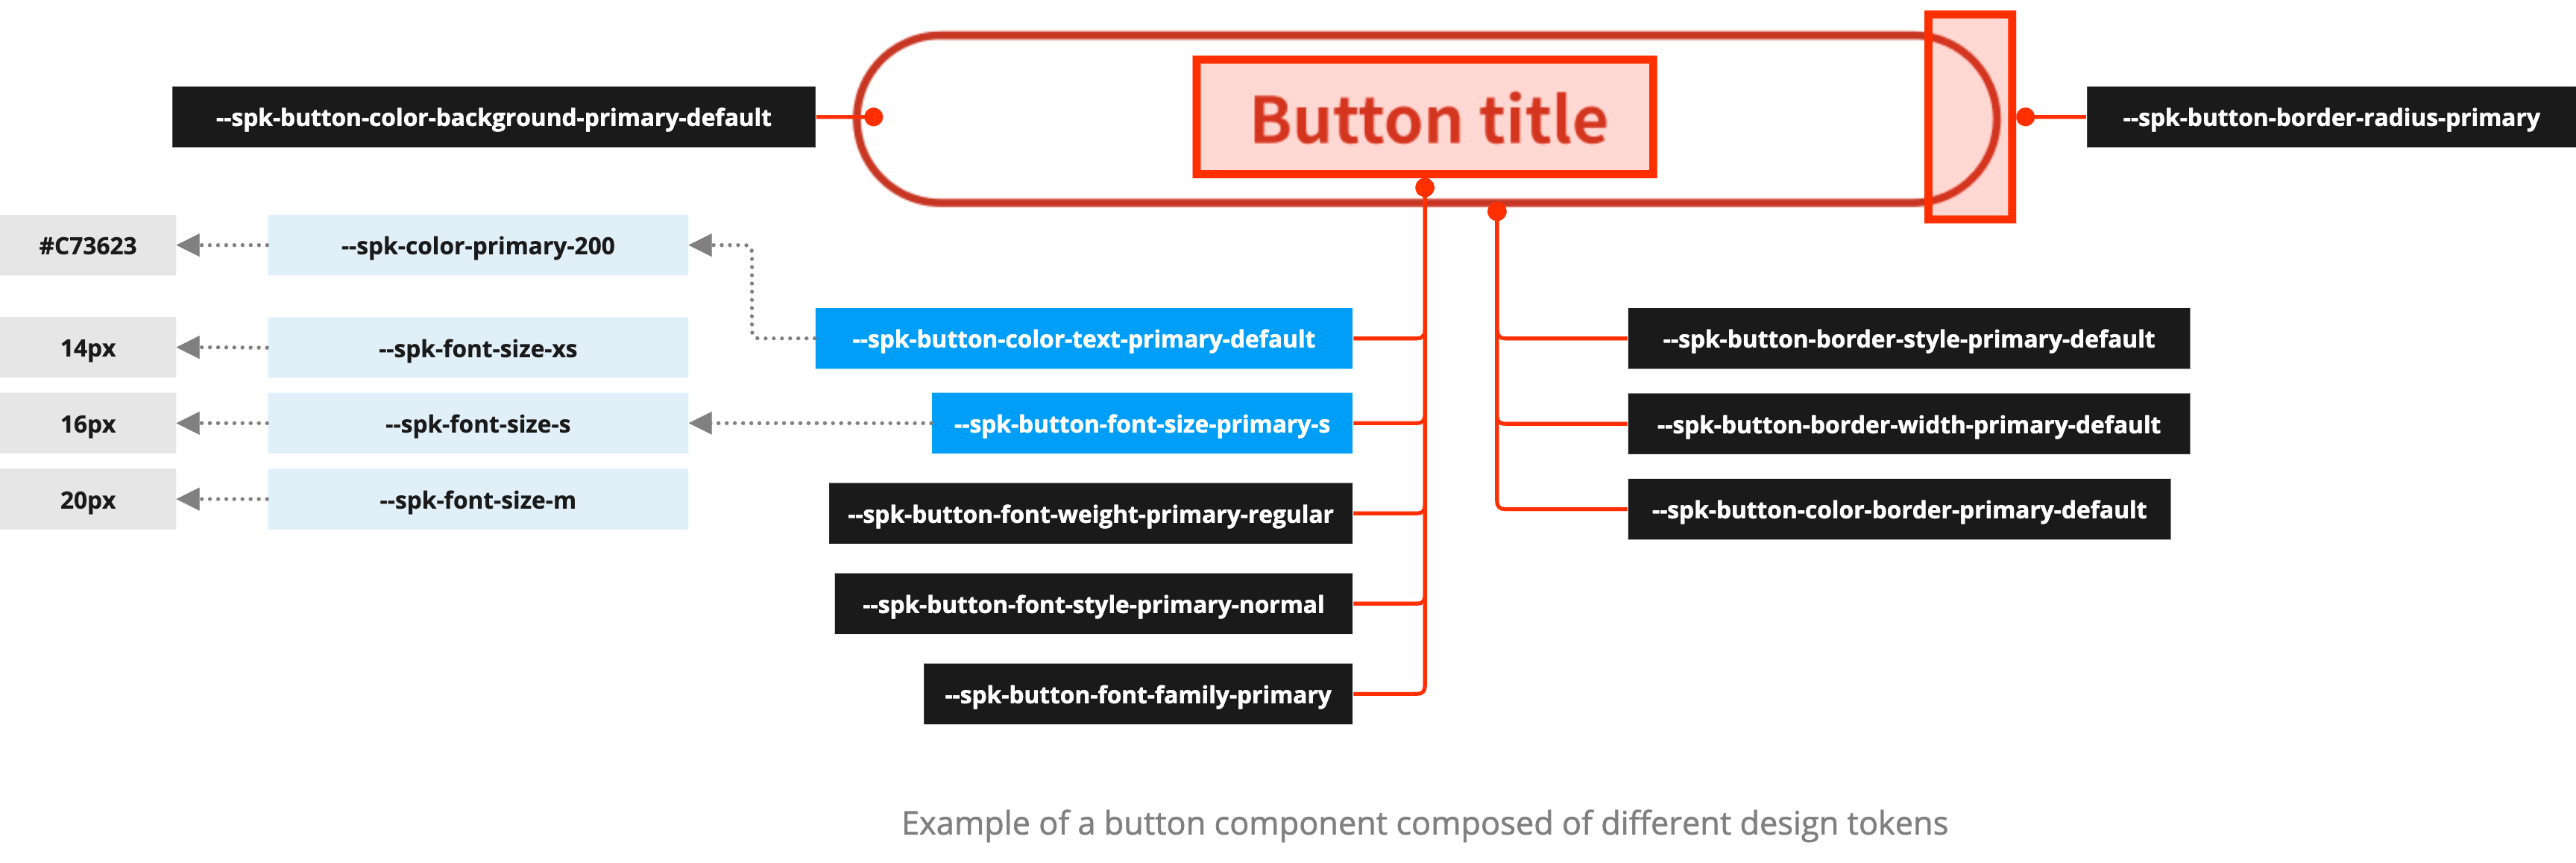 Button title
--spk-button-color-background-primary-default
--spk-button-border-radius-primary
#C73623
--spk-color-primary-200
14px
--spk-font-size-xs
16px
--spk-font-size-s
20px
--spk-font-size-m
--spk-button-color-text-primary-default
--spk-button-font-size-primary-s
--spk-button-font-weight-primary-regular
--spk-button-font-style-primary-normal
--spk-button-font-family-primary
--spk-button-border-style-primary-default
--spk-button-border-width-primary-default
--spk-button-color-border-primary-default
Example of a button component composed of different design tokens